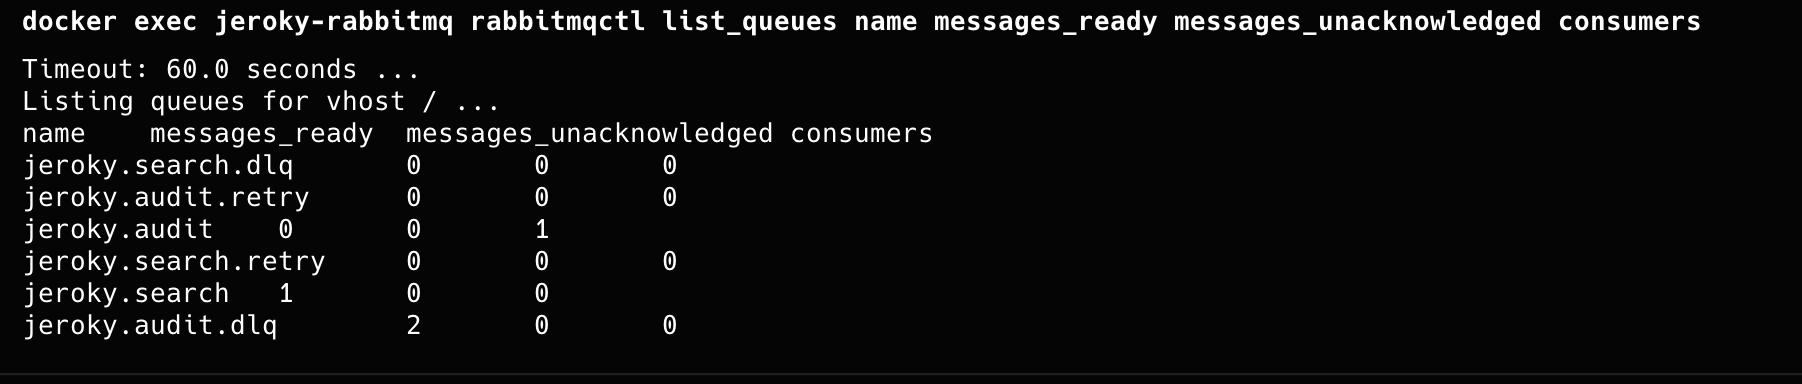 docker exec jeroky-rabbitmq rabbitmqctl list_queues name messages_ready messages_unacknowledged consumers
Timeout: 60.0 seconds ...
Listing queues for vhost / ...
name    messages_ready  messages_unacknowledged consumers
jeroky.search.dlq       0       0       0
jeroky.audit.retry      0       0       0
jeroky.audit    0       0       1
jeroky.search.retry     0       0       0
jeroky.search   1       0       0
jeroky.audit.dlq        2       0       0